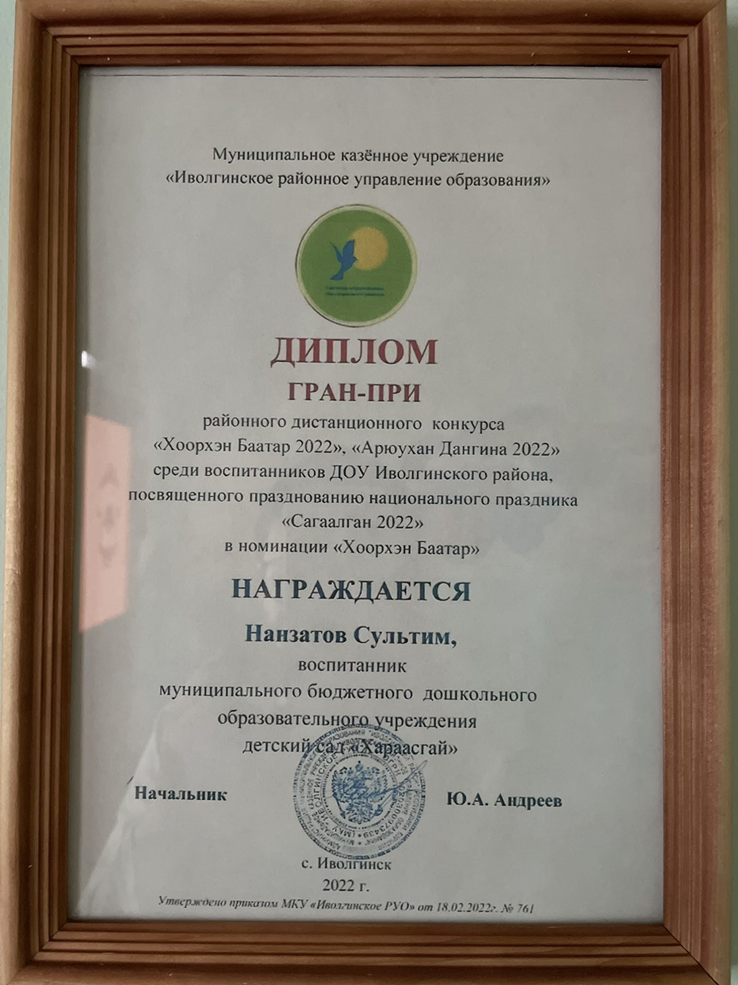 Муниципальное казённое учреждение
«Иволгинское районное управление образования»
ДИПЛОМ
ГРАН-ПРИ
районного дистанционного конкурса
«Хоорхэн Баатар 2022», «Арюухан Дангина 2022»
среди воспитанников ДОУ Иволгинского района,
посвященного празднованию национального праздника
«Сагаалган 2022»
в номинации «Хоорхэн Баатар»
НАГРАЖДАЕТСЯ
Нанзатов Сультим,
воспитанник
муниципального бюджетного дошкольного
образовательного учреждения
детский сад «Хараасгай»
Начальник
Ю.А. Андреев
с. Иволгинск
2022 г.
Утверждено приказом МКУ «Иволгинское РУО» от 18.02.2022г. № 761